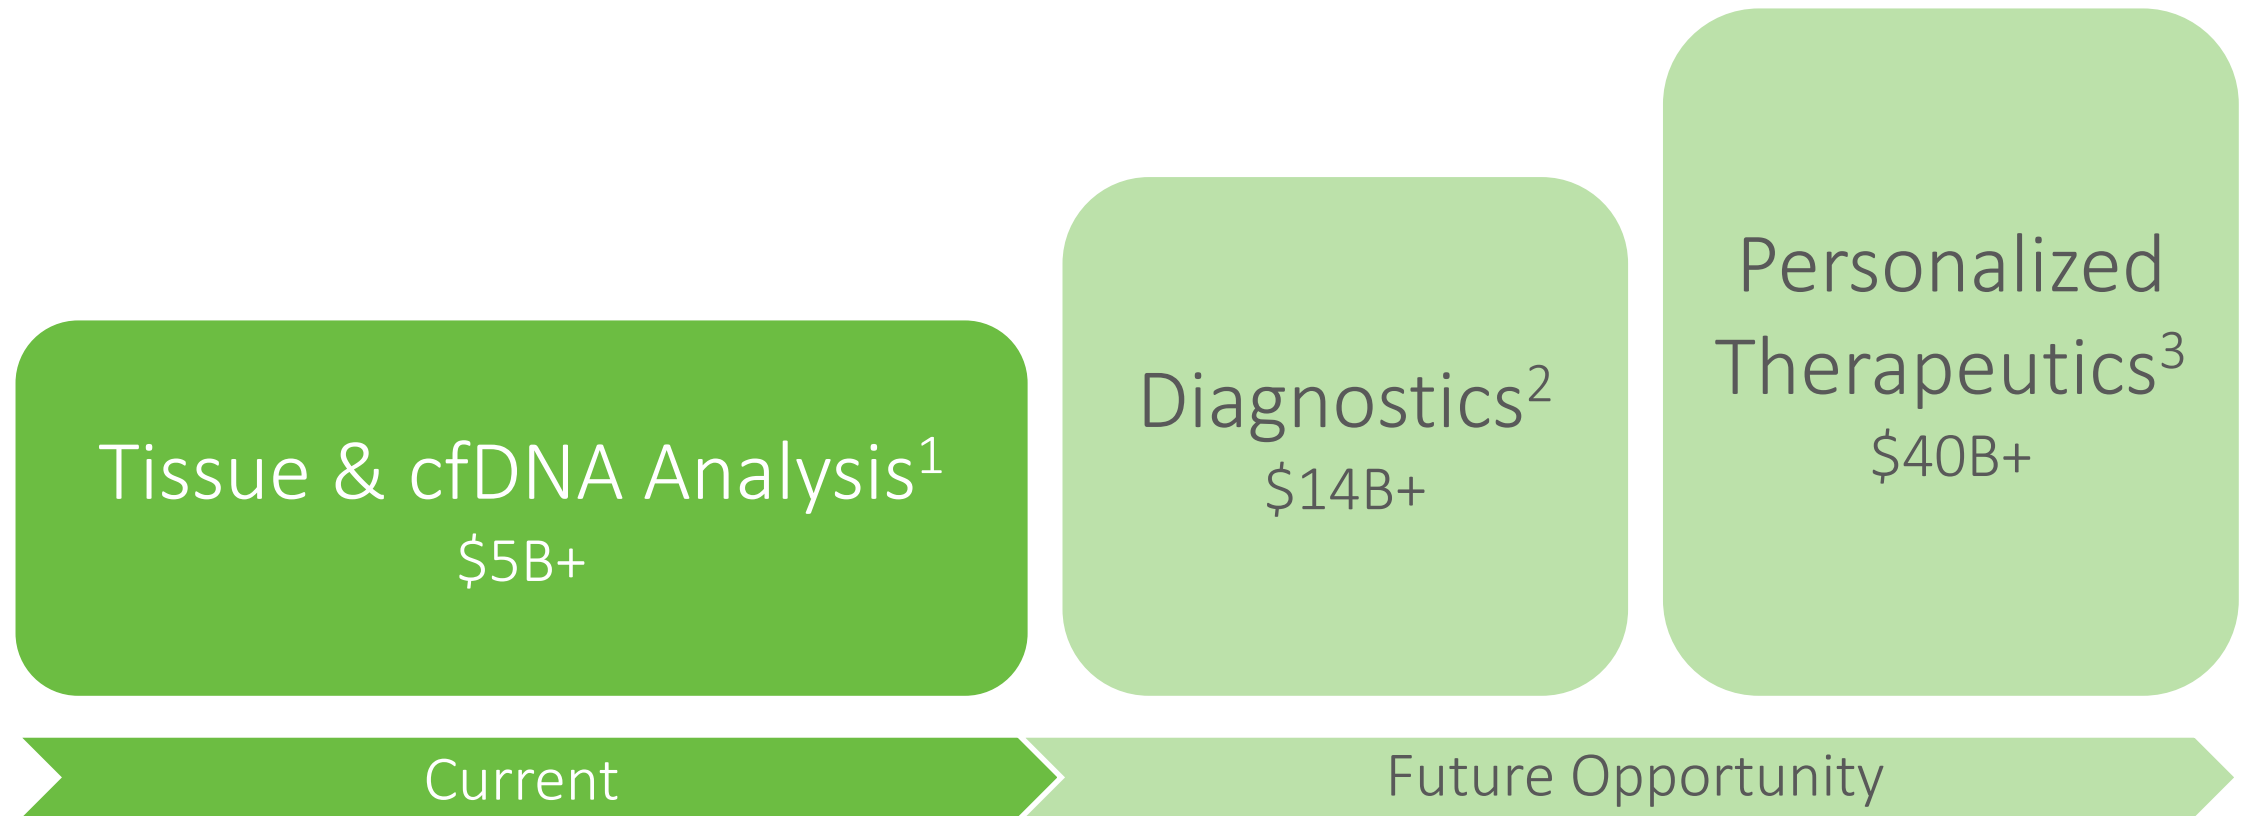 Tissue & cfDNA Analysis¹
$5B+
Diagnostics²
$14B+
Personalized
Therapeutics³
$40B+
Current
Future Opportunity